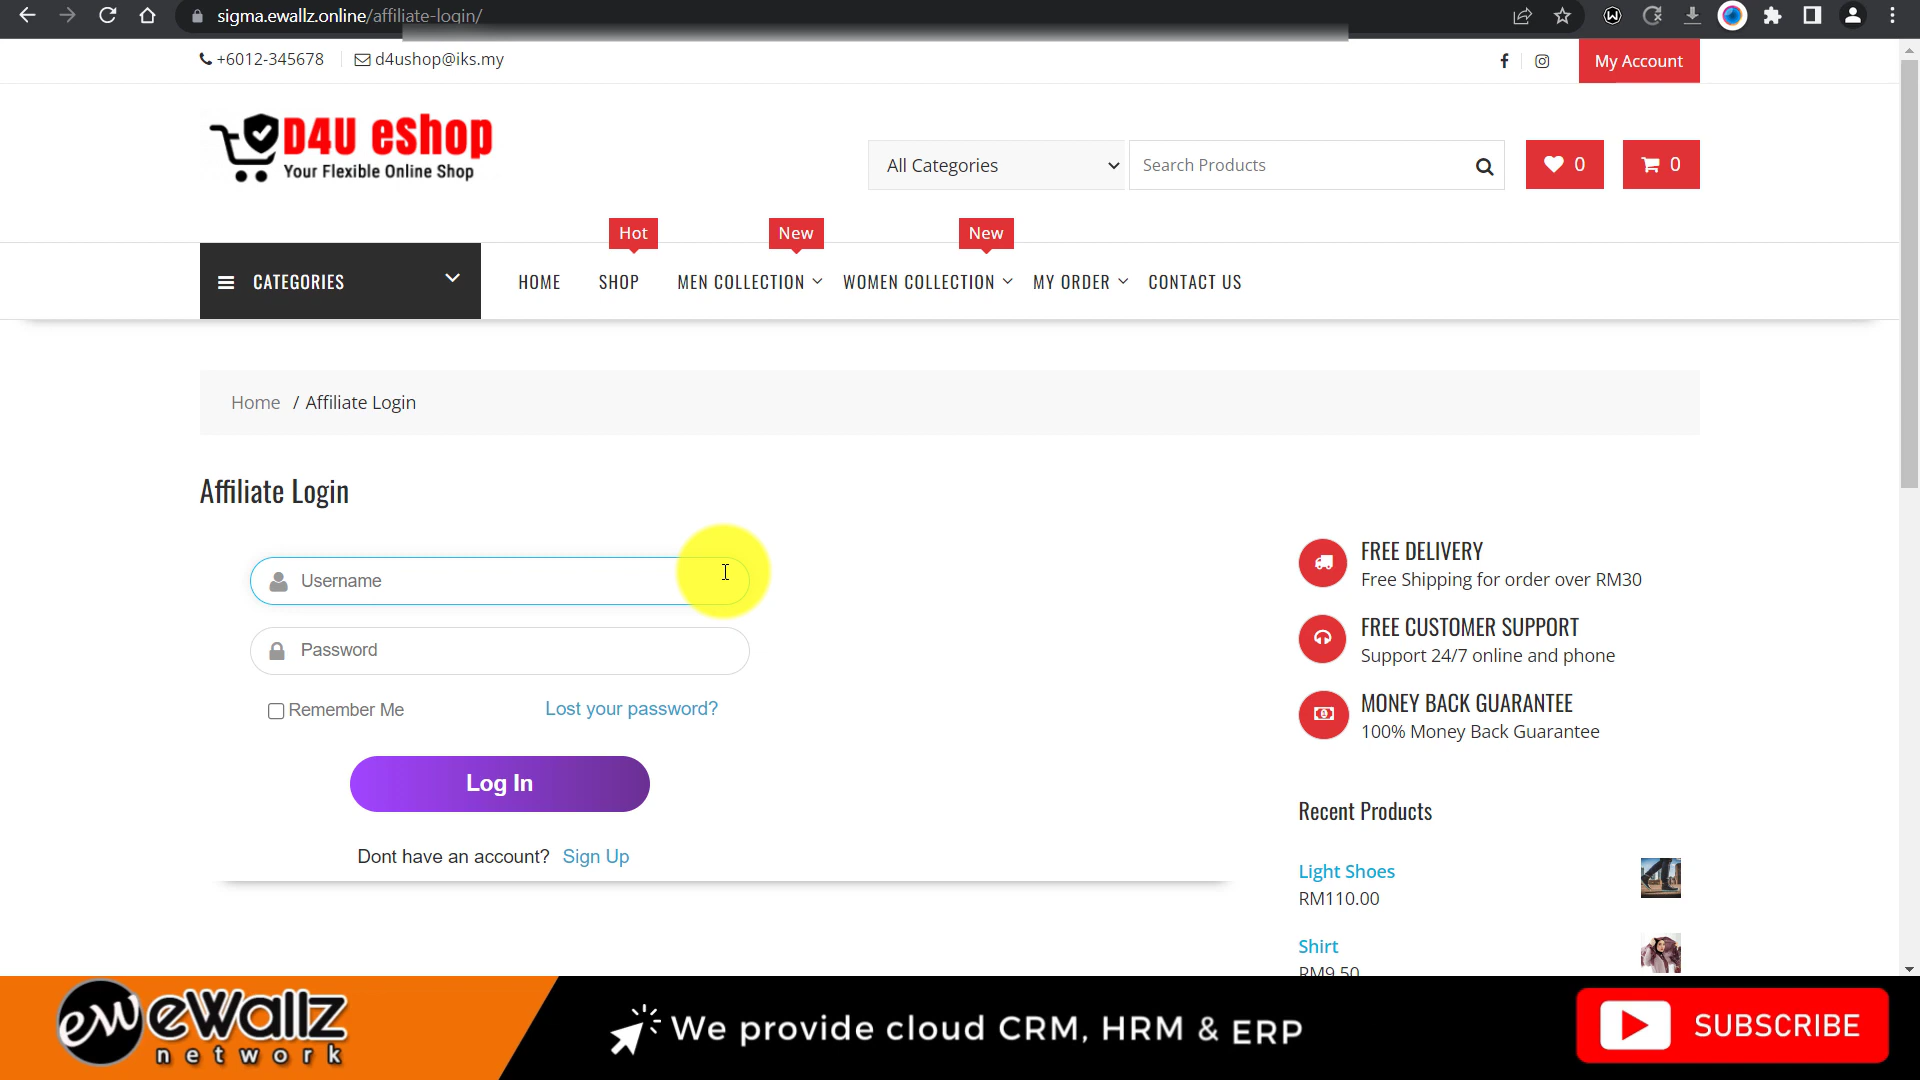 sigma.ewallz.online/affiliate-login/
+6012-345678
d4ushop@iks.my
My Account
D4U eShop
Your Flexible Online Shop
All Categories
Search Products
0
0
Hot
New
New
CATEGORIES
HOME
SHOP
MEN COLLECTION
WOMEN COLLECTION
MY ORDER
CONTACT US
Home / Affiliate Login
Affiliate Login
Username
Password
Remember Me
Lost your password?
Log In
Dont have an account? Sign Up
FREE DELIVERY
Free Shipping for order over RM30
FREE CUSTOMER SUPPORT
Support 24/7 online and phone
MONEY BACK GUARANTEE
100% Money Back Guarantee
Recent Products
Light Shoes
RM110.00
Shirt
RM9.50
ew eWallz
network
We provide cloud CRM, HRM & ERP
SUBSCRIBE